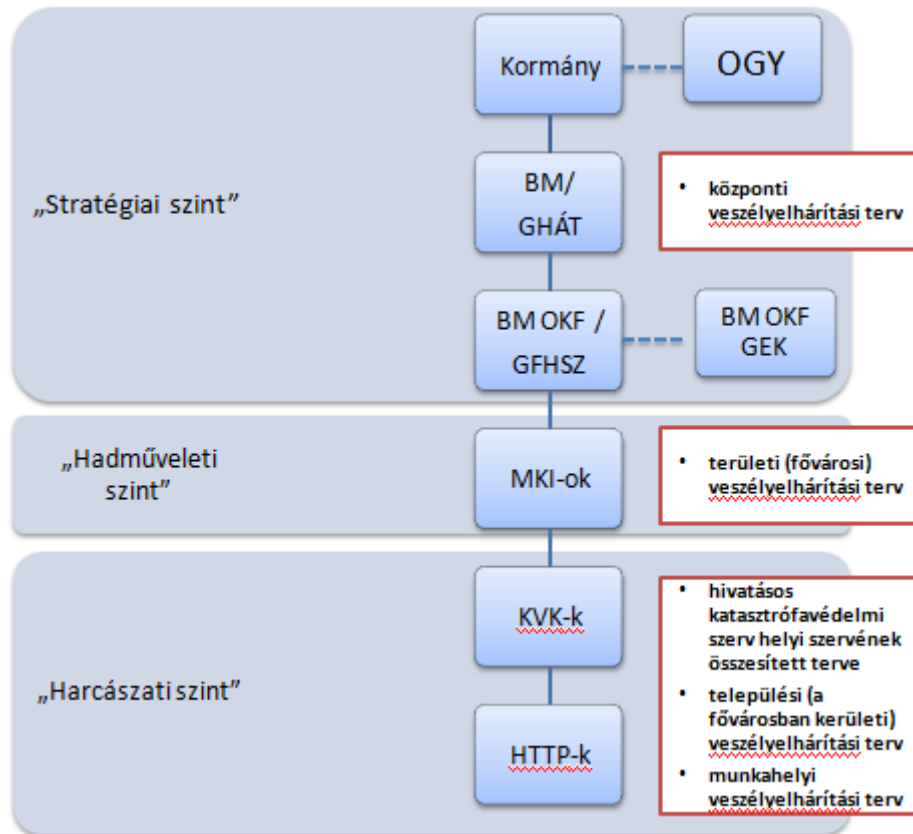 Kormány
OGY
„Stratégiai szint”
BM/
GHÁT
• központi
veszélyelhárítási terv
BM OKF /
GFHSZ
BM OKF
GEK
„Hadműveleti
szint”
MKI-ok
• területi (fővárosi)
veszélyelhárítási terv
„Harcászati szint”
KVK-k
HTTP-k
• hivatásos
katasztrófavédelmi
szerv helyi szervének
összesített terve
• települési (a
fővárosban kerületi)
veszélyelhárítási terv
• munkahelyi
veszélyelhárítási terv